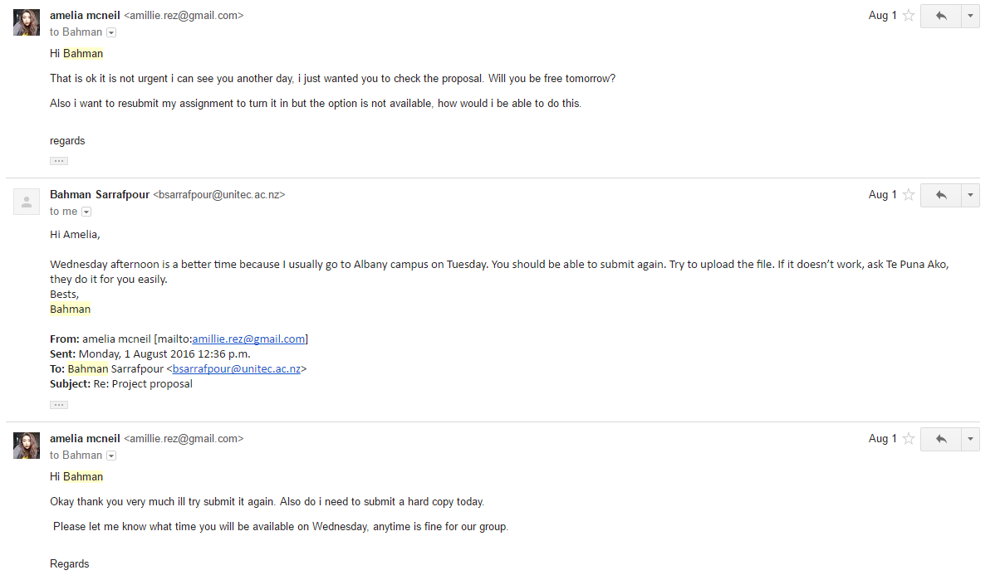 amelia mcneil <amillie.rez@gmail.com> Aug 1
to Bahman
Hi Bahman
That is ok it is not urgent i can see you another day, i just wanted you to check the proposal. Will you be free tomorrow?
Also i want to resubmit my assignment to turn it in but the option is not available, how would i be able to do this.
regards
Bahman Sarrafpour <bsarrafpour@unitec.ac.nz> Aug 1
to me
Hi Amelia,
Wednesday afternoon is a better time because I usually go to Albany campus on Tuesday. You should be able to submit again. Try to upload the file. If it doesn’t work, ask Te Puna Ako,
they do it for you easily.
Bests,
Bahman
From: amelia mcneil [mailto:amillie.rez@gmail.com]
Sent: Monday, 1 August 2016 12:36 p.m.
To: Bahman Sarrafpour <bsarrafpour@unitec.ac.nz>
Subject: Re: Project proposal
amelia mcneil <amillie.rez@gmail.com> Aug 1
to Bahman
Hi Bahman
Okay thank you very much ill try submit it again. Also do i need to submit a hard copy today.
Please let me know what time you will be available on Wednesday, anytime is fine for our group.
Regards